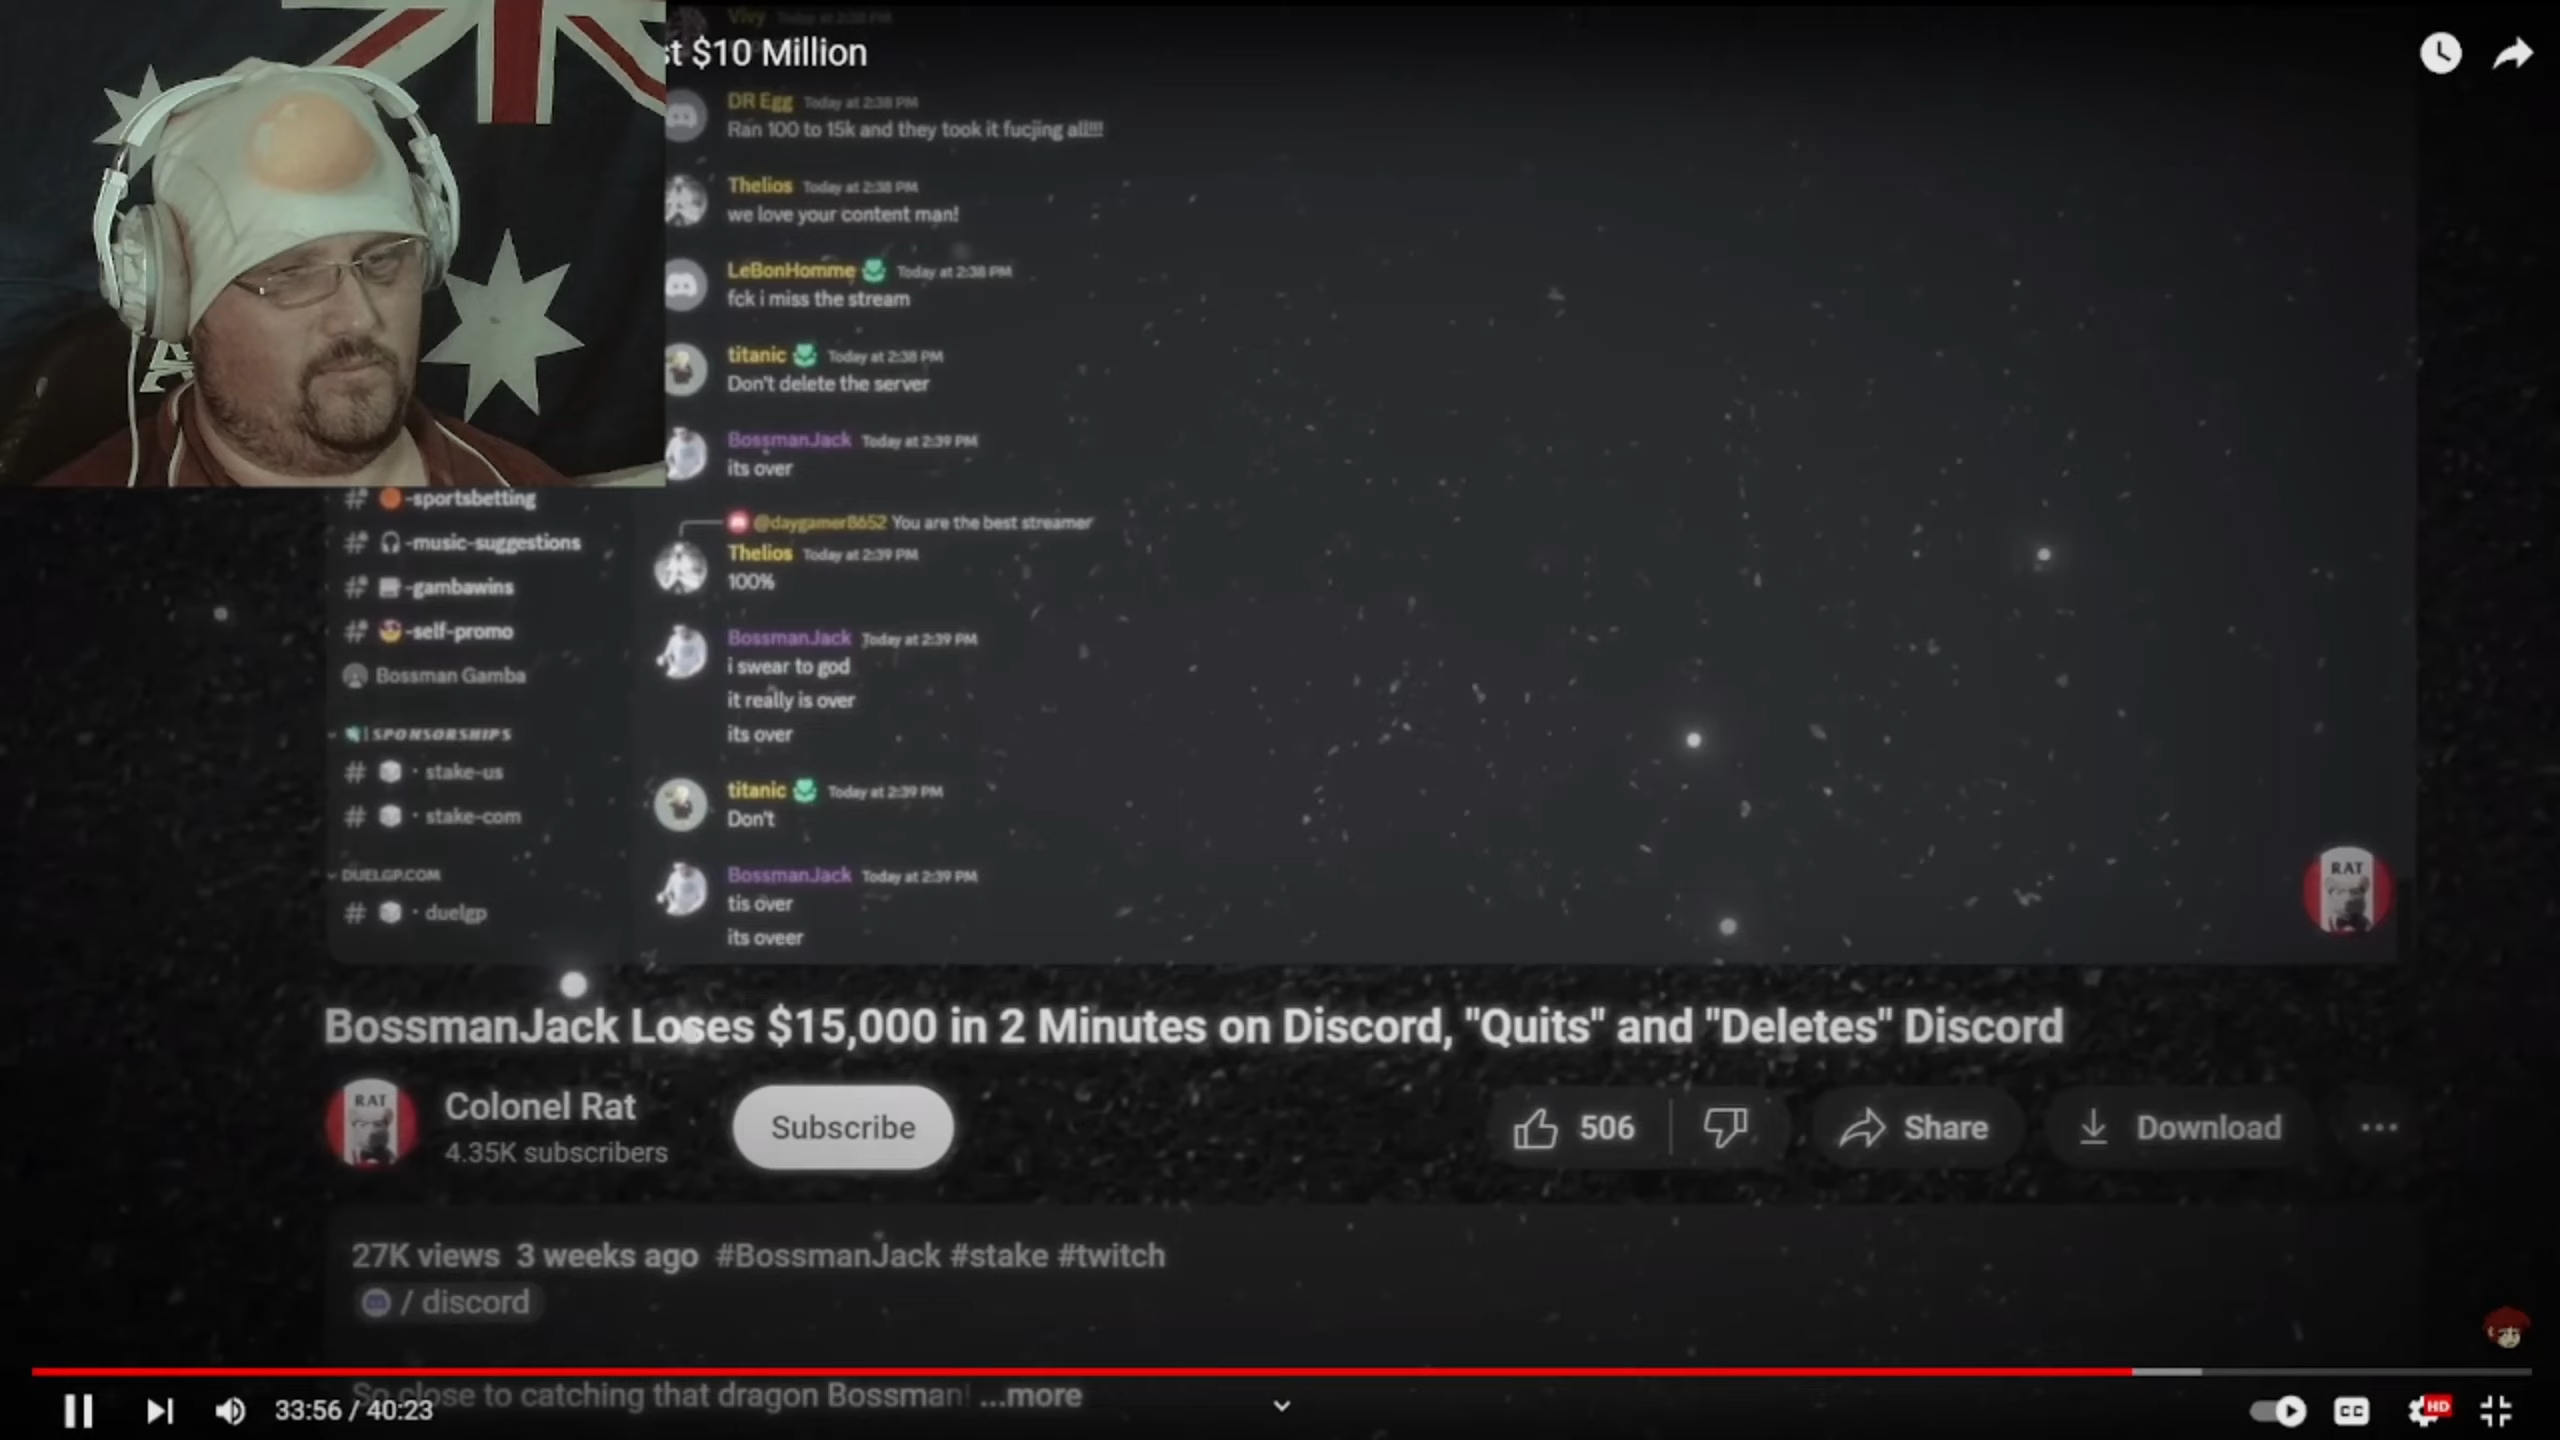 Vivy Today at 2:38 PM
st $10 Million
DR Egg Today at 2:38 PM
Ran 100 to 15k and they took it fucjing all!!!
Thelios Today at 2:38 PM
we love your content man!
LeBonHomme Today at 2:38 PM
fck i miss the stream
titanic Today at 2:38 PM
Don't delete the server
BossmanJack Today at 2:39 PM
its over
@daygamer8652 You are the best streamer
Thelios Today at 2:39 PM
100%
BossmanJack Today at 2:39 PM
i swear to god
it really is over
its over
titanic Today at 2:39 PM
Don't
BossmanJack Today at 2:39 PM
tis over
its oveer
# -sportsbetting
# -music-suggestions
# -gambawins
# -self-promo
Bossman Gamba
| SPONSORSHIPS
# · stake-us
# · stake-com
DUELGP.COM
# · duelgp
RAT
BossmanJack Loses $15,000 in 2 Minutes on Discord, "Quits" and "Deletes" Discord
RAT
Colonel Rat
4.35K subscribers
Subscribe
506
Share
Download
27K views 3 weeks ago #BossmanJack #stake #twitch
/ discord
So close to catching that dragon Bossman! ...more
33:56 / 40:23
CC
HD